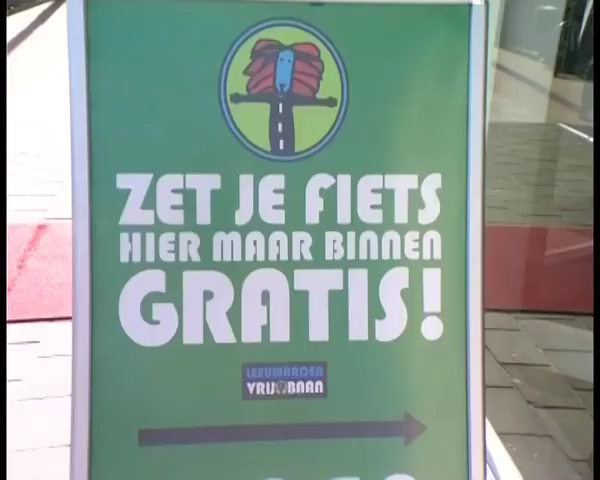 ZET JE FIETS
HIER MAAR BINNEN
GRATIS!
LEEUWARDEN
VRIJBAAN